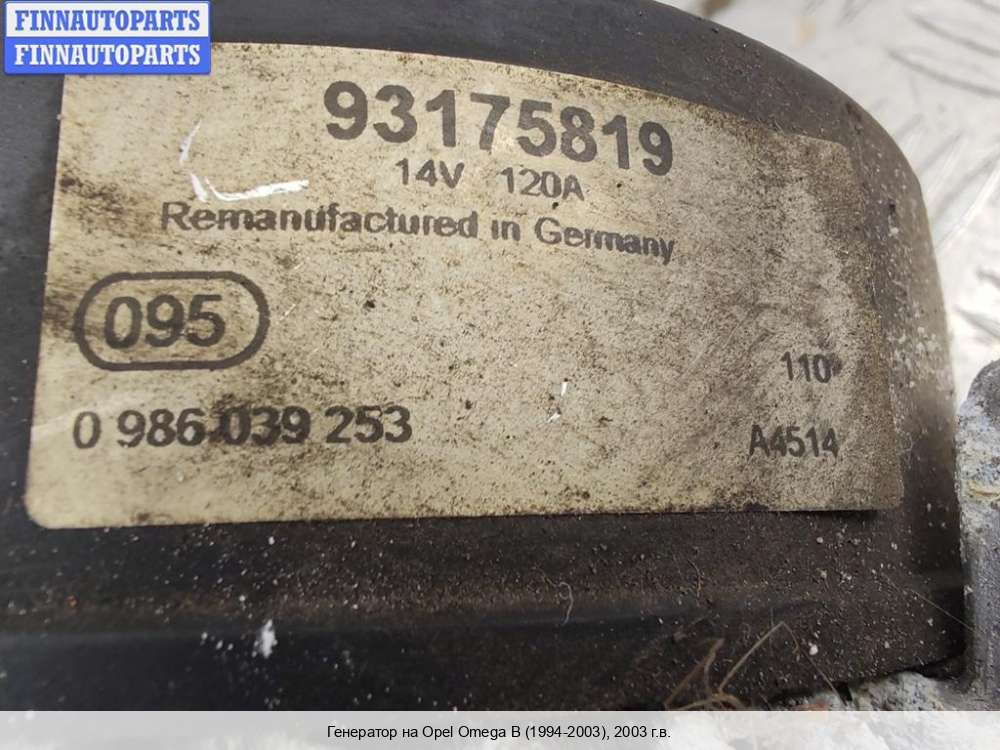 FINNAUTOPARTS
FINNAUTOPARTS
93175819
14V 120A
Remanufactured in Germany
095
110
0 986 039 253
A4514
Генератор на Opel Omega B (1994-2003), 2003 г.в.